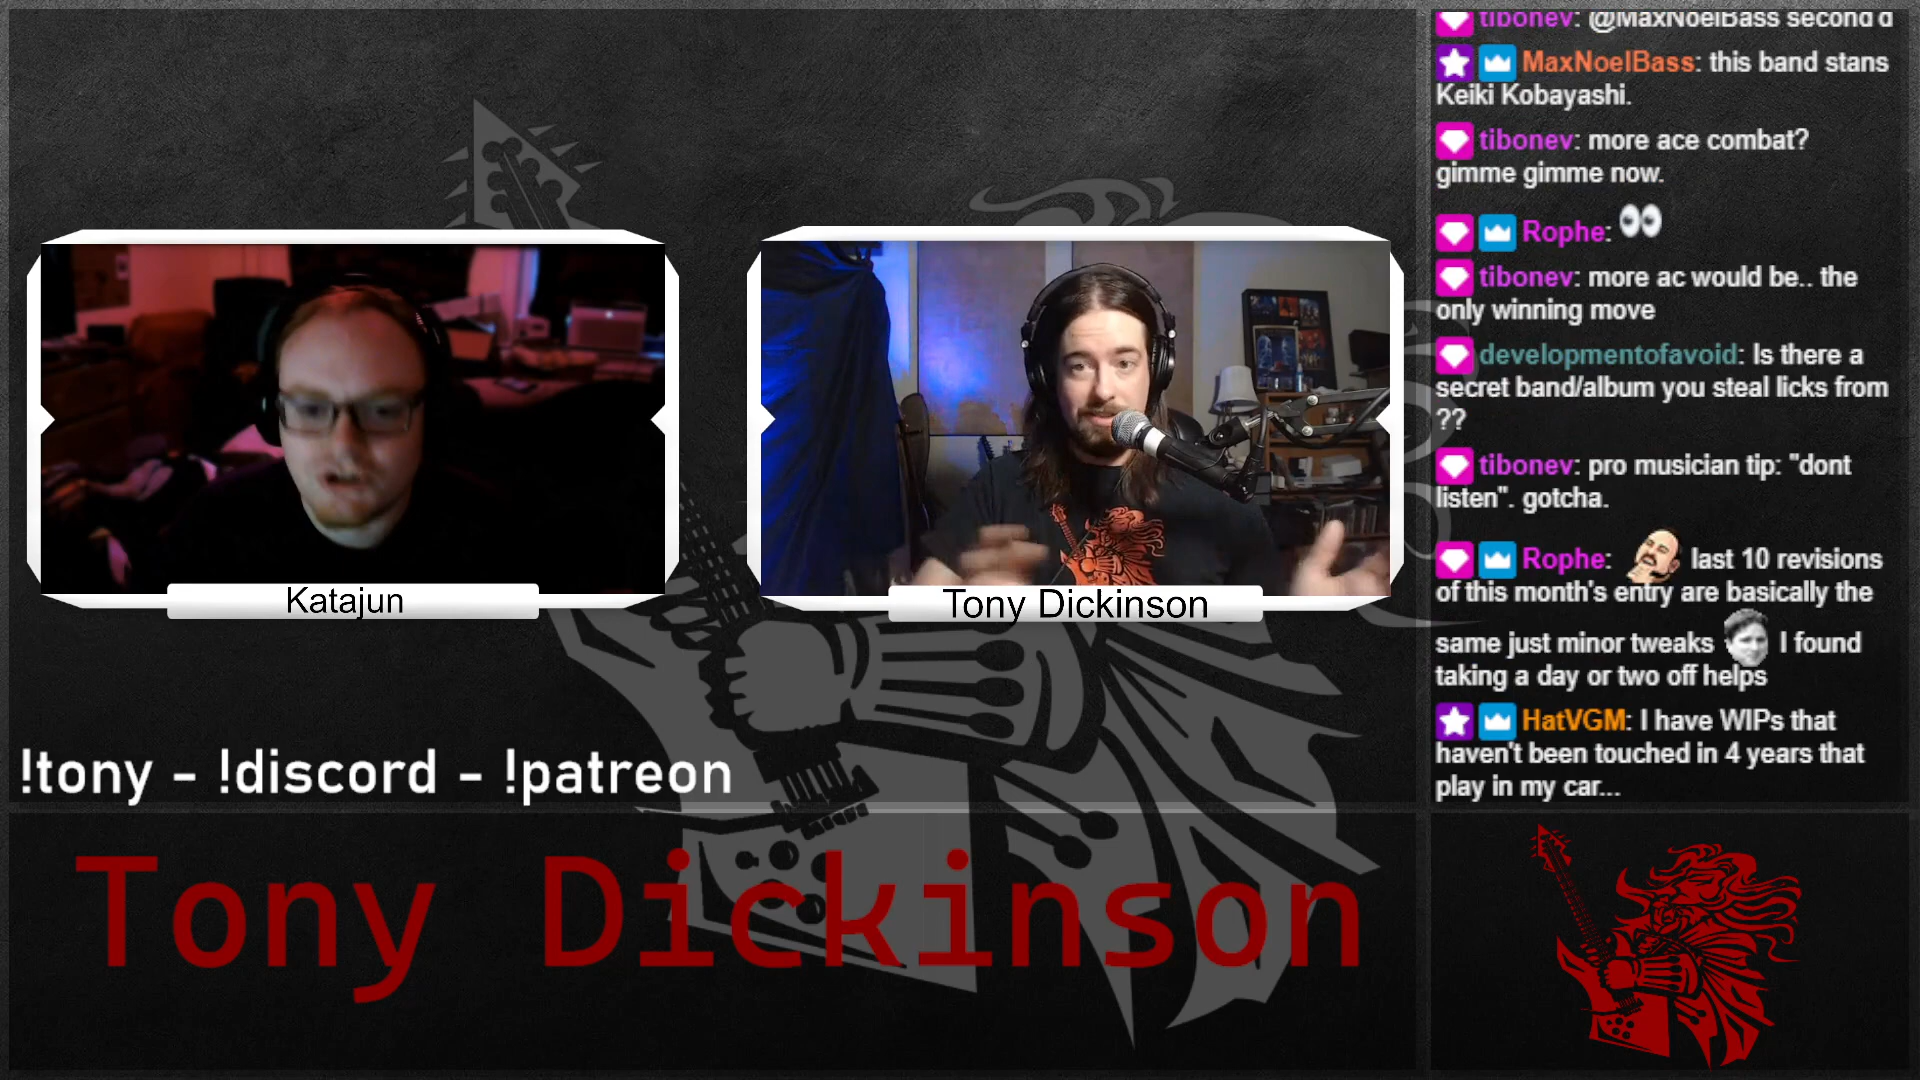 Katajun
Tony Dickinson
!tony - !discord - !patreon
Tony Dickinson
tibonev: @MaxNoelBass second'd
MaxNoelBass: this band stans
Keiki Kobayashi.
tibonev: more ace combat?
gimme gimme now.
Rophe:
tibonev: more ac would be.. the
only winning move
developmentofavoid: Is there a
secret band/album you steal licks from
??
tibonev: pro musician tip: "dont
listen". gotcha.
Rophe: last 10 revisions
of this month's entry are basically the
same just minor tweaks I found
taking a day or two off helps
HatVGM: I have WIPs that
haven't been touched in 4 years that
play in my car...